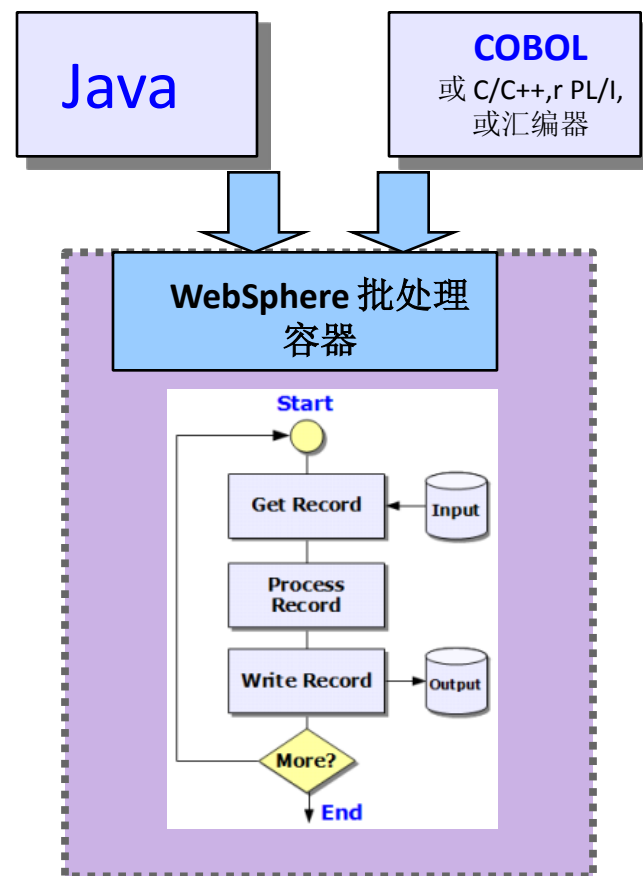 Java
COBOL
或 C/C++,r PL/I,
或汇编器
WebSphere 批处理
容器
Start
Get Record
Input
Process
Record
Write Record
Output
More?
End